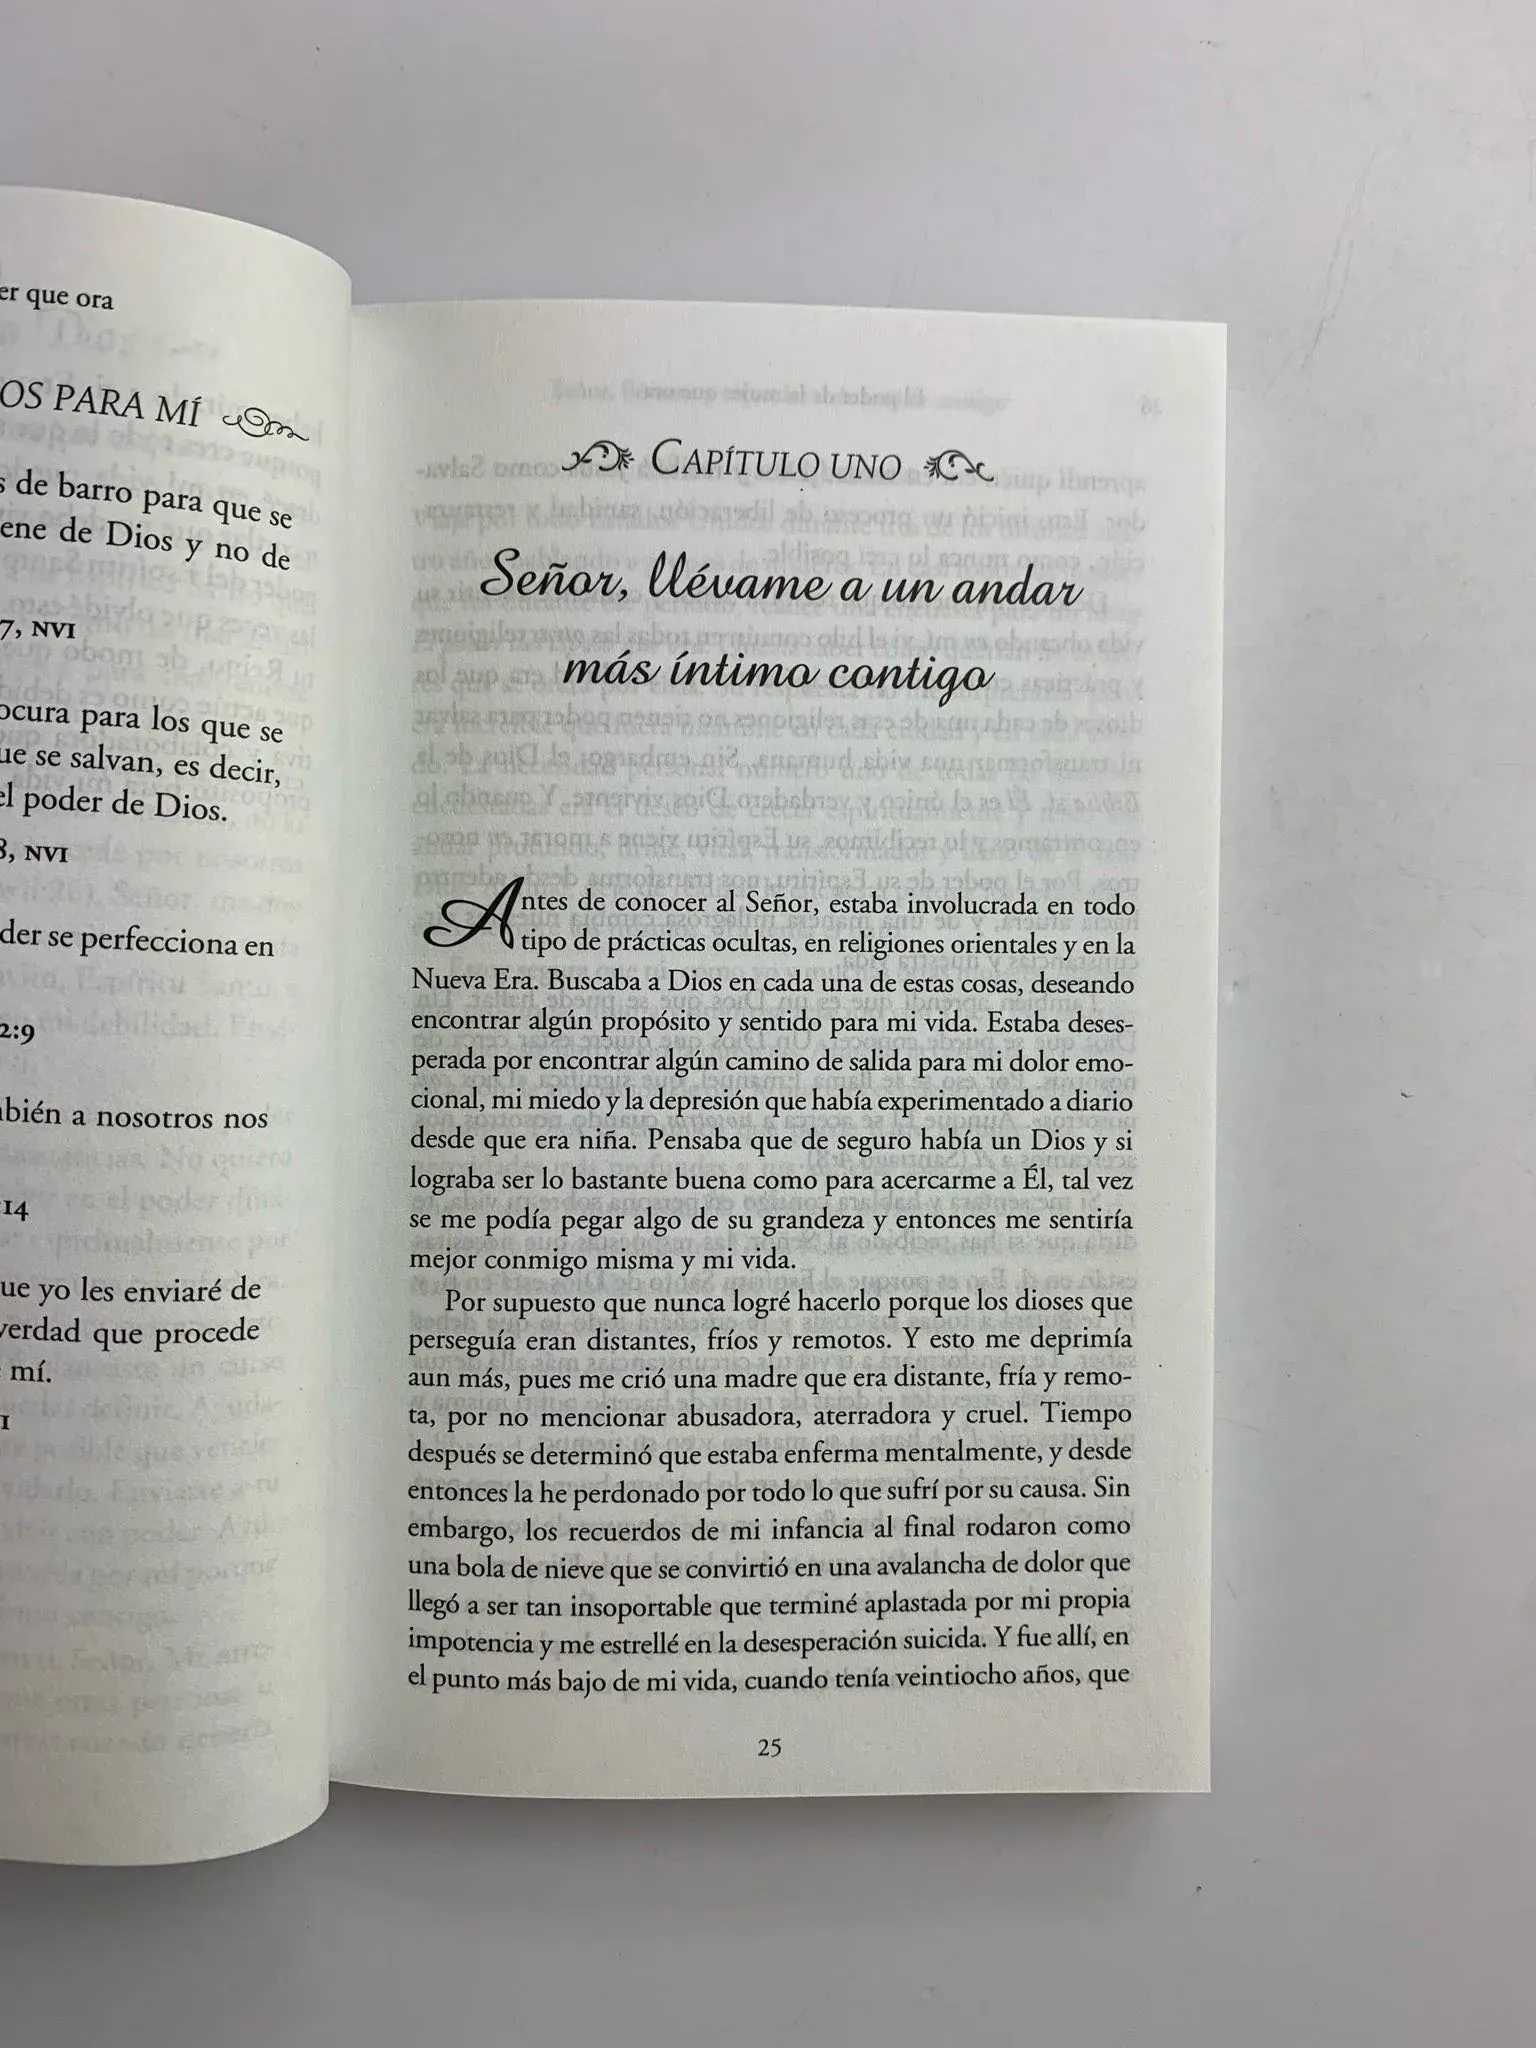 er que ora
OS PARA MÍ
s de barro para que se
ene de Dios y no de
7, NVI
ocura para los que se
ue se salvan, es decir,
el poder de Dios.
8, NVI
der se perfecciona en
2:9
bién a nosotros nos
:14
ue yo les enviaré de
verdad que procede
mí.
CAPÍTULO UNO
Señor, llévame a un andar
más íntimo contigo
Antes de conocer al Señor, estaba involucrada en todo
tipo de prácticas ocultas, en religiones orientales y en la
Nueva Era. Buscaba a Dios en cada una de estas cosas, deseando
encontrar algún propósito y sentido para mi vida. Estaba deses-
perada por encontrar algún camino de salida para mi dolor emo-
cional, mi miedo y la depresión que había experimentado a diario
desde que era niña. Pensaba que de seguro había un Dios y si
lograba ser lo bastante buena como para acercarme a Él, tal vez
se me podía pegar algo de su grandeza y entonces me sentiría
mejor conmigo misma y mi vida.
Por supuesto que nunca logré hacerlo porque los dioses que
perseguía eran distantes, fríos y remotos. Y esto me deprimía
aun más, pues me crió una madre que era distante, fría y remo-
ta, por no mencionar abusadora, aterradora y cruel. Tiempo
después se determinó que estaba enferma mentalmente, y desde
entonces la he perdonado por todo lo que sufrí por su causa. Sin
embargo, los recuerdos de mi infancia al final rodaron como
una bola de nieve que se convirtió en una avalancha de dolor que
llegó a ser tan insoportable que terminé aplastada por mi propia
impotencia y me estrellé en la desesperación suicida. Y fue allí, en
el punto más bajo de mi vida, cuando tenía veintiocho años, que
25